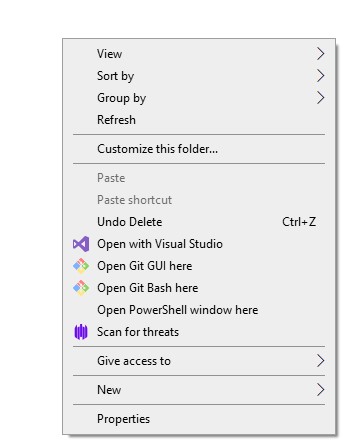 View
Sort by
Group by
Refresh
Customize this folder...
Paste
Paste shortcut
Undo Delete Ctrl+Z
Open with Visual Studio
Open Git GUI here
Open Git Bash here
Open PowerShell window here
Scan for threats
Give access to
New
Properties